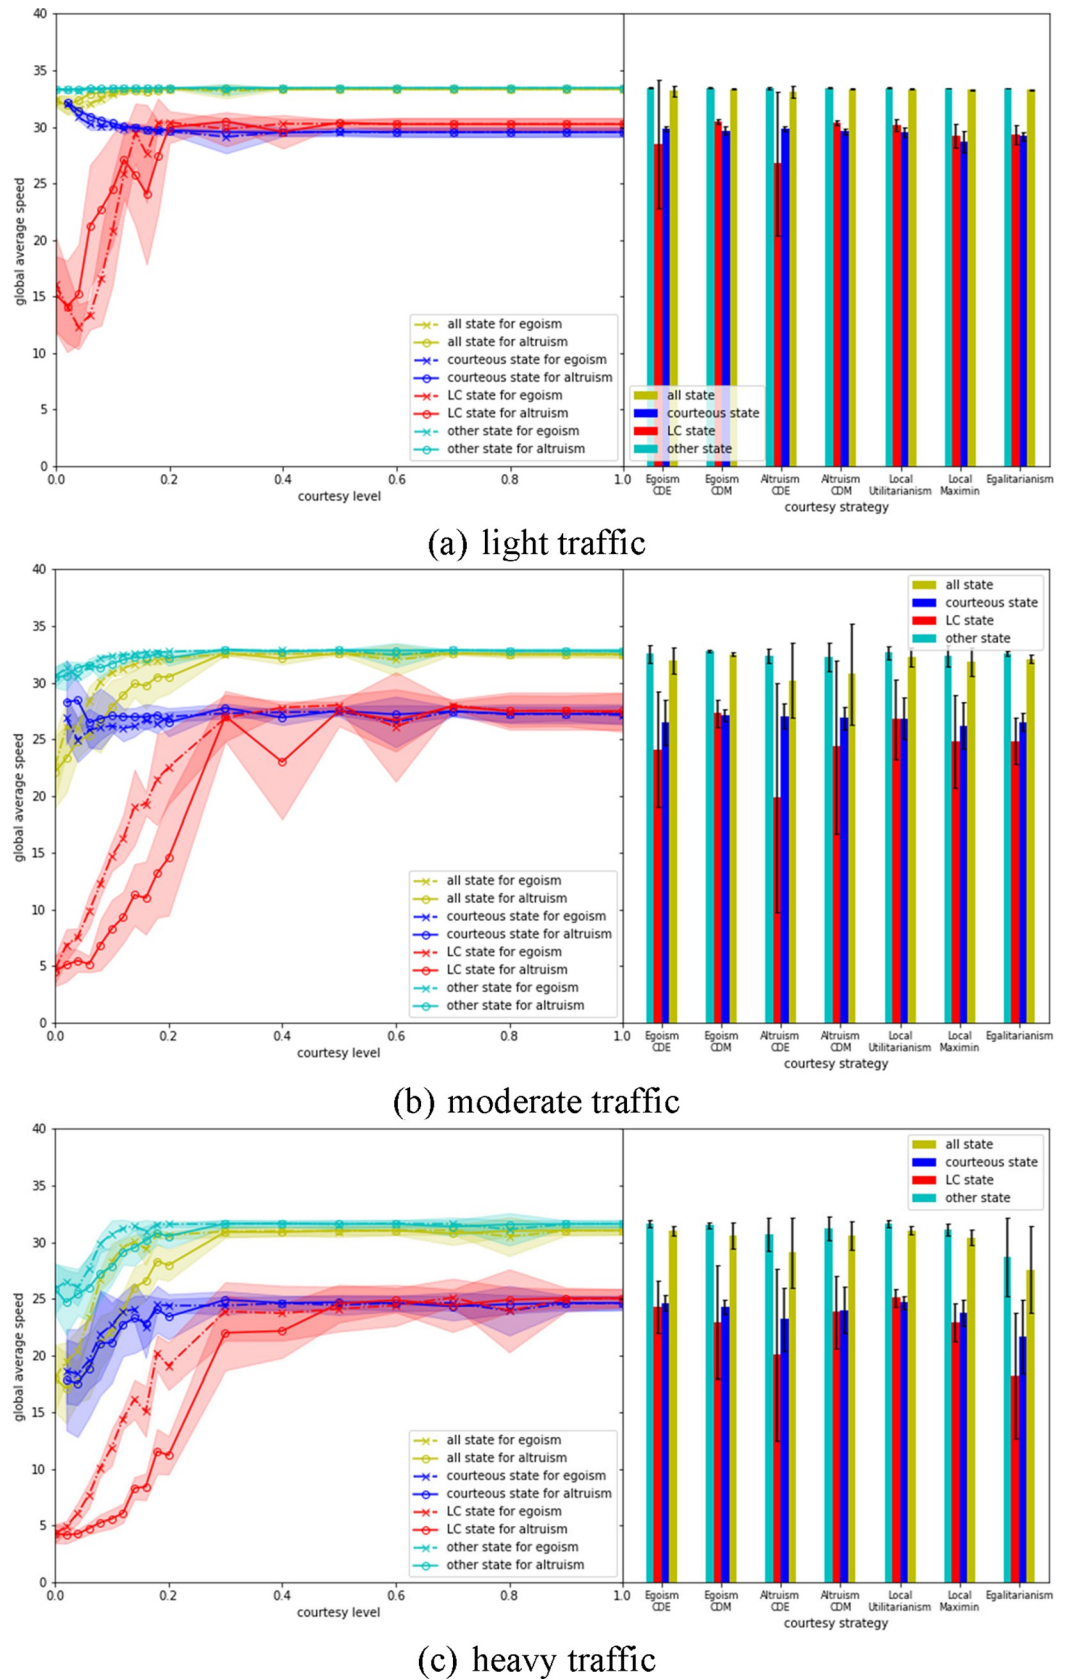 40
35
30
25
20
15
10
5
0
global average speed
all state for egoism
all state for altruism
courteous state for egoism
courteous state for altruism
LC state for egoism
LC state for altruism
other state for egoism
other state for altruism
0.0 0.2 0.4 0.6 0.8 1.0
courtesy level
all state
courteous state
LC state
other state
Egoism CDE
Egoism CDM
Altruism CDE
Altruism CDM
Local Utilitarianism
Local Maximin
Egalitarianism
courtesy strategy
(a) light traffic
40
35
30
25
20
15
10
5
0
global average speed
all state for egoism
all state for altruism
courteous state for egoism
courteous state for altruism
LC state for egoism
LC state for altruism
other state for egoism
other state for altruism
0.0 0.2 0.4 0.6 0.8 1.0
courtesy level
all state
courteous state
LC state
other state
Egoism CDE
Egoism CDM
Altruism CDE
Altruism CDM
Local Utilitarianism
Local Maximin
Egalitarianism
courtesy strategy
(b) moderate traffic
40
35
30
25
20
15
10
5
0
global average speed
all state for egoism
all state for altruism
courteous state for egoism
courteous state for altruism
LC state for egoism
LC state for altruism
other state for egoism
other state for altruism
0.0 0.2 0.4 0.6 0.8 1.0
courtesy level
all state
courteous state
LC state
other state
Egoism CDE
Egoism CDM
Altruism CDE
Altruism CDM
Local Utilitarianism
Local Maximin
Egalitarianism
courtesy strategy
(c) heavy traffic